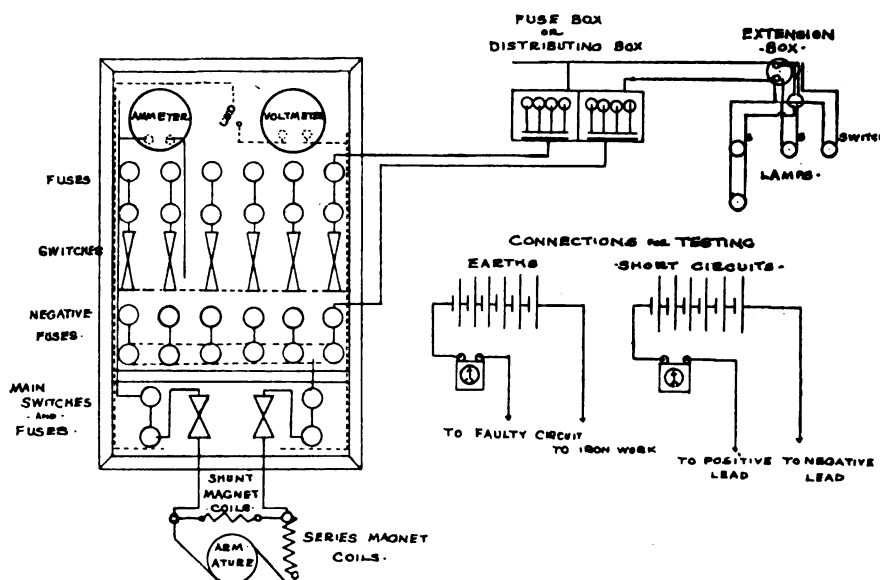 FUSE BOX
OR
DISTRIBUTING BOX
EXTENSION
-BOX-
AMMETER
VOLTMETER
SWITCH
LAMPS-
FUSES
SWITCHES
NEGATIVE
FUSES-
MAIN
SWITCHES
-AND-
FUSES-
CONNECTIONS FOR TESTING
EARTHS
-SHORT CIRCUITS-
TO FAULTY CIRCUIT
TO IRON WORK
TO POSITIVE
LEAD
TO NEGATIVE
LEAD
SHUNT
MAGNET
COILS-
ARM-
ATURE
SERIES MAGNET
COILS-